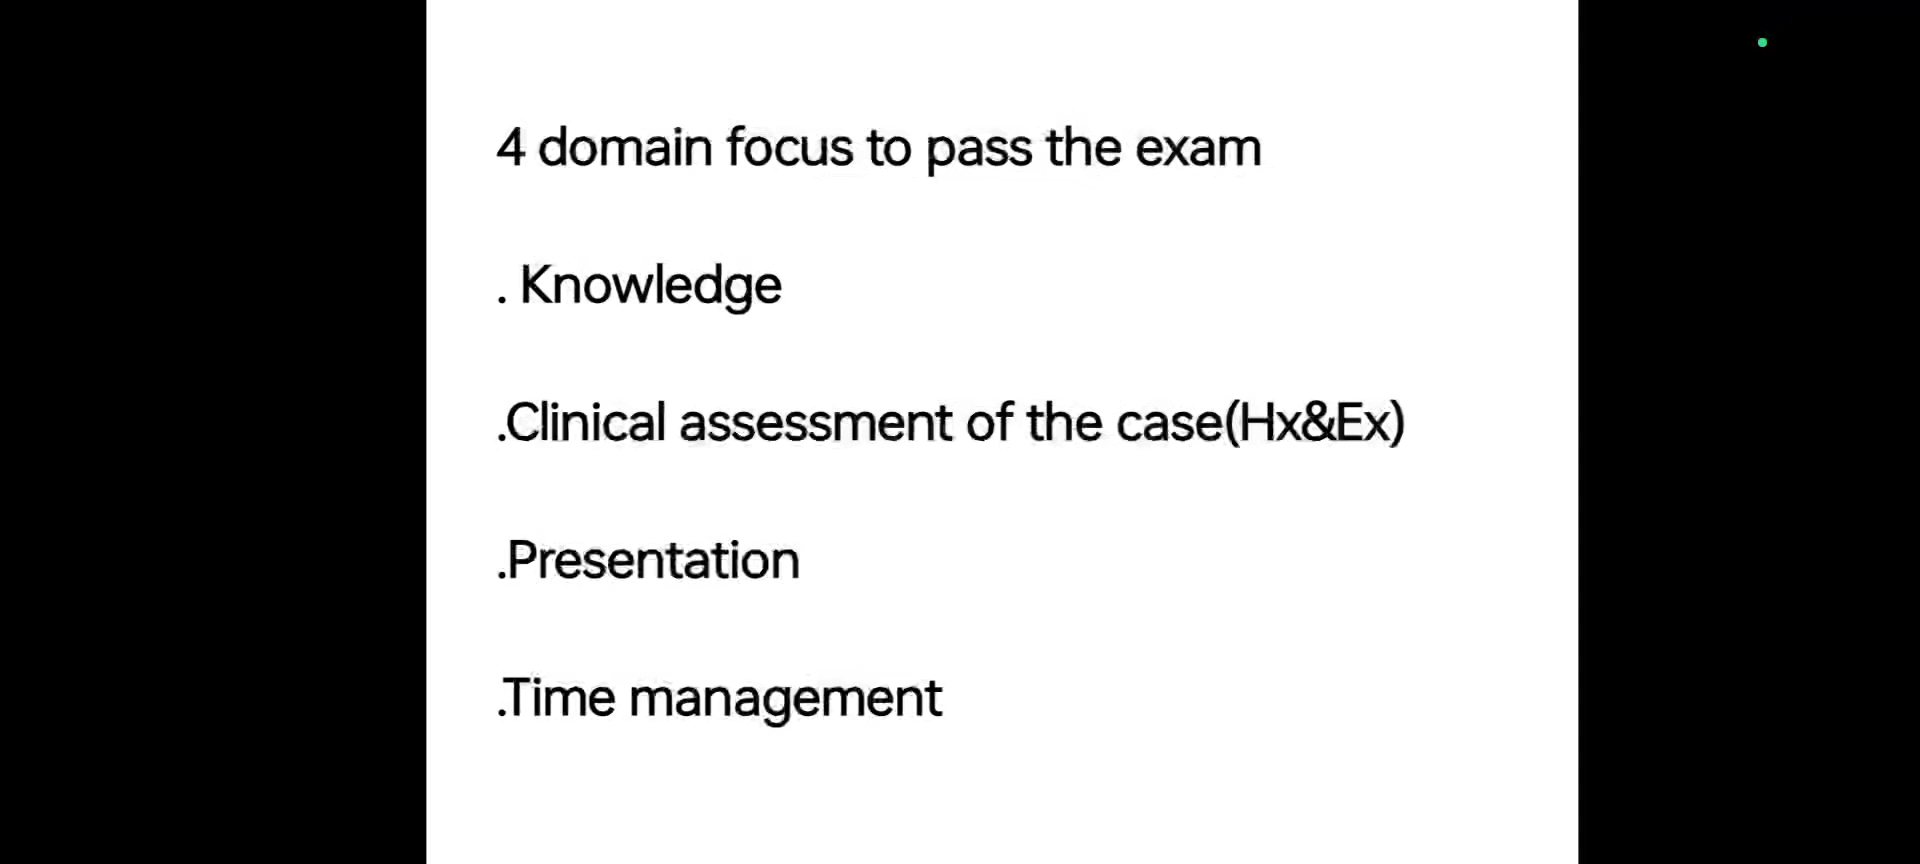 4 domain focus to pass the exam
. Knowledge
.Clinical assessment of the case(Hx&Ex)
.Presentation
.Time management